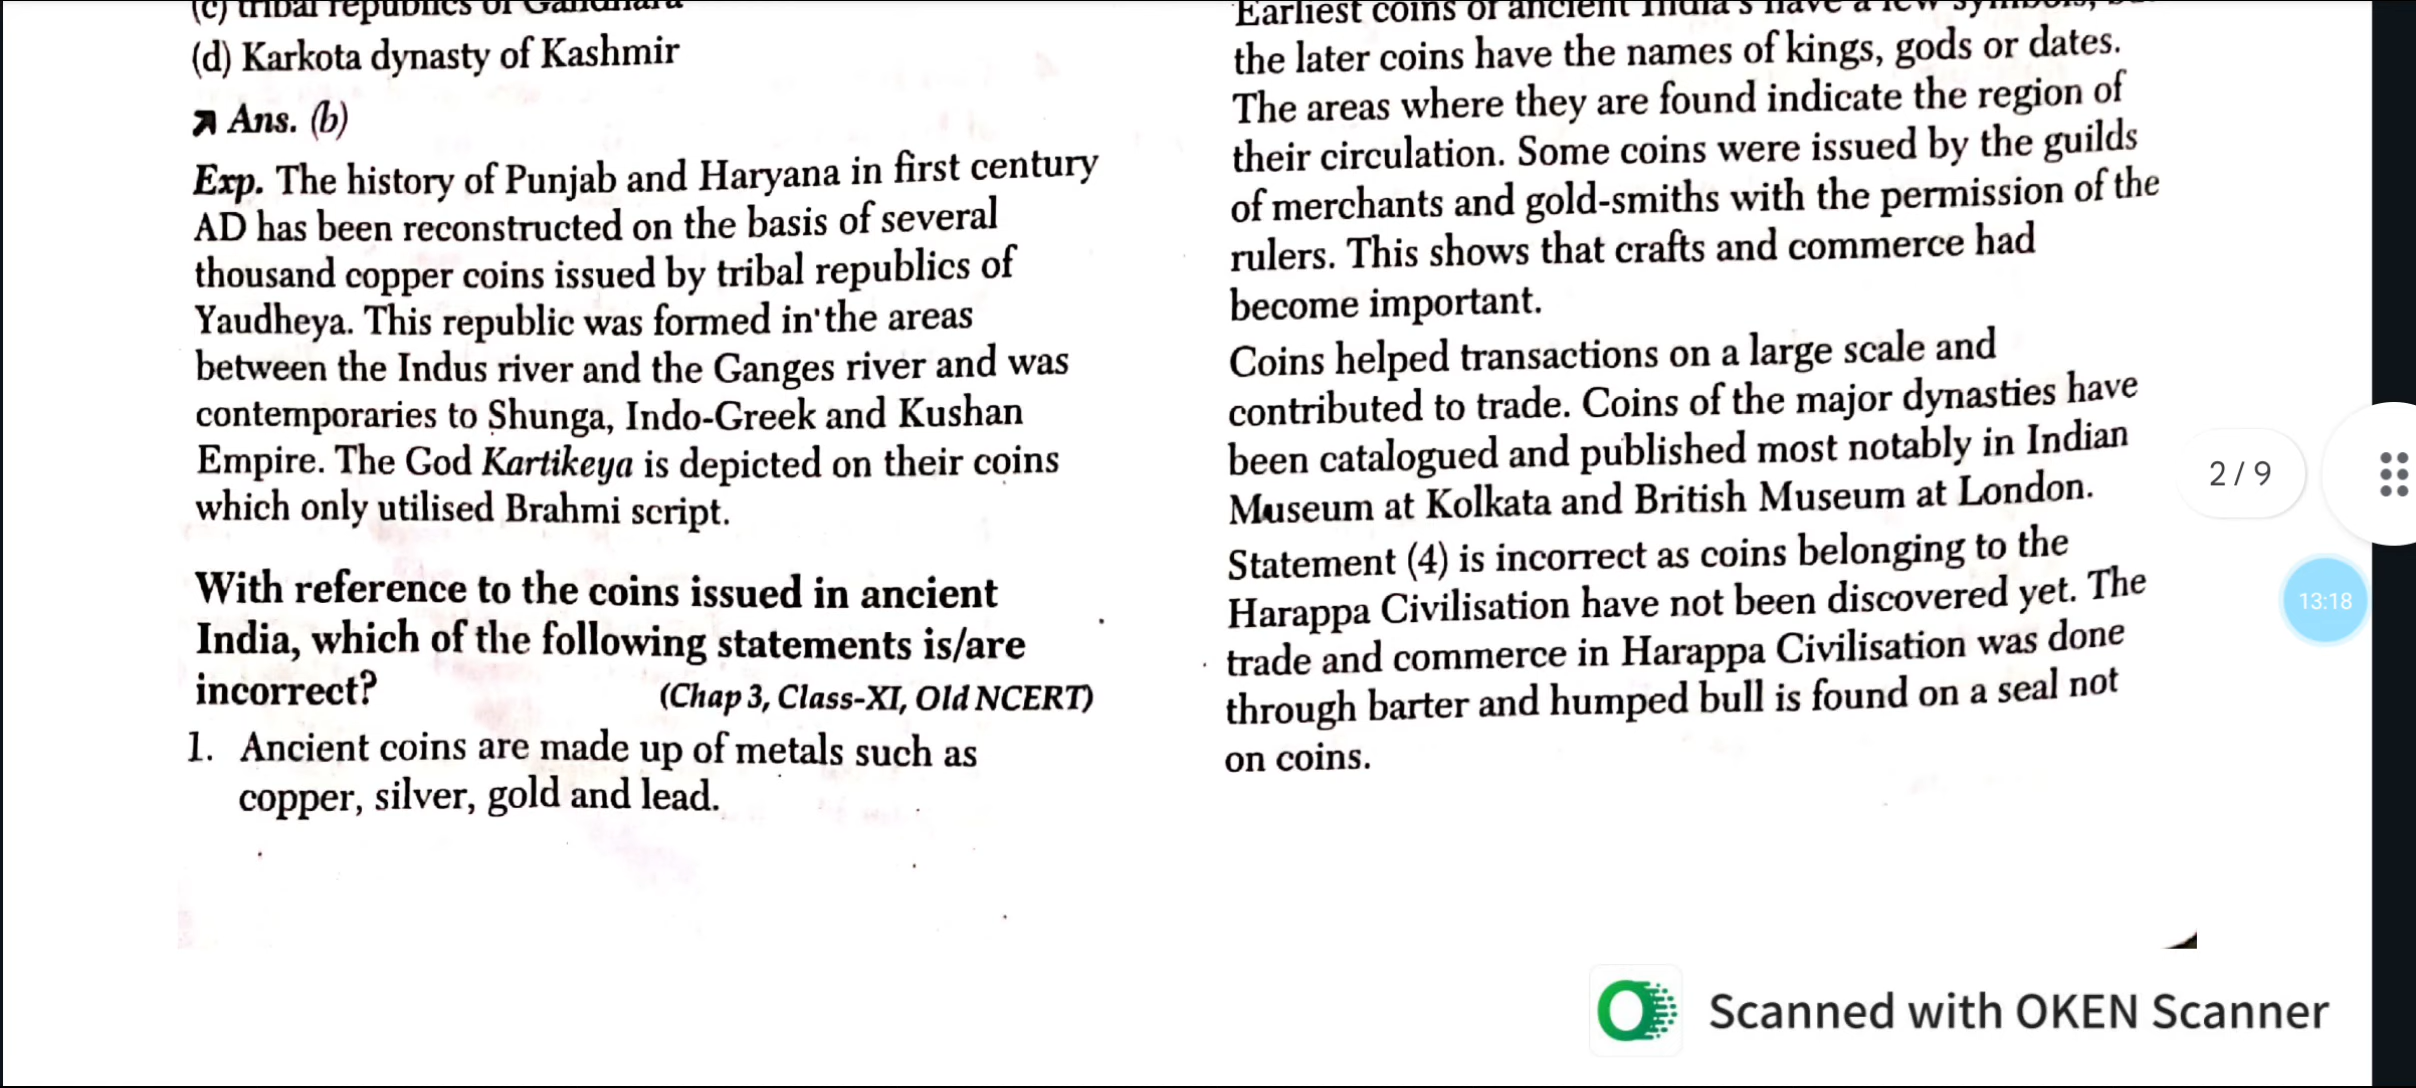 (c) tribal republics of Gandhara
(d) Karkota dynasty of Kashmir
Ans. (b)
Exp. The history of Punjab and Haryana in first century
AD has been reconstructed on the basis of several
thousand copper coins issued by tribal republics of
Yaudheya. This republic was formed in the areas
between the Indus river and the Ganges river and was
contemporaries to Shunga, Indo-Greek and Kushan
Empire. The God Kartikeya is depicted on their coins
which only utilised Brahmi script.
With reference to the coins issued in ancient
India, which of the following statements is/are
incorrect? (Chap 3, Class-XI, Old NCERT)
1. Ancient coins are made up of metals such as
copper, silver, gold and lead.
Earliest coins of ancient India's have a few symbols,
the later coins have the names of kings, gods or dates.
The areas where they are found indicate the region of
their circulation. Some coins were issued by the guilds
of merchants and gold-smiths with the permission of the
rulers. This shows that crafts and commerce had
become important.
Coins helped transactions on a large scale and
contributed to trade. Coins of the major dynasties have
been catalogued and published most notably in Indian
Museum at Kolkata and British Museum at London.
Statement (4) is incorrect as coins belonging to the
Harappa Civilisation have not been discovered yet. The
trade and commerce in Harappa Civilisation was done
through barter and humped bull is found on a seal not
on coins.
2 / 9
13:18
Scanned with OKEN Scanner